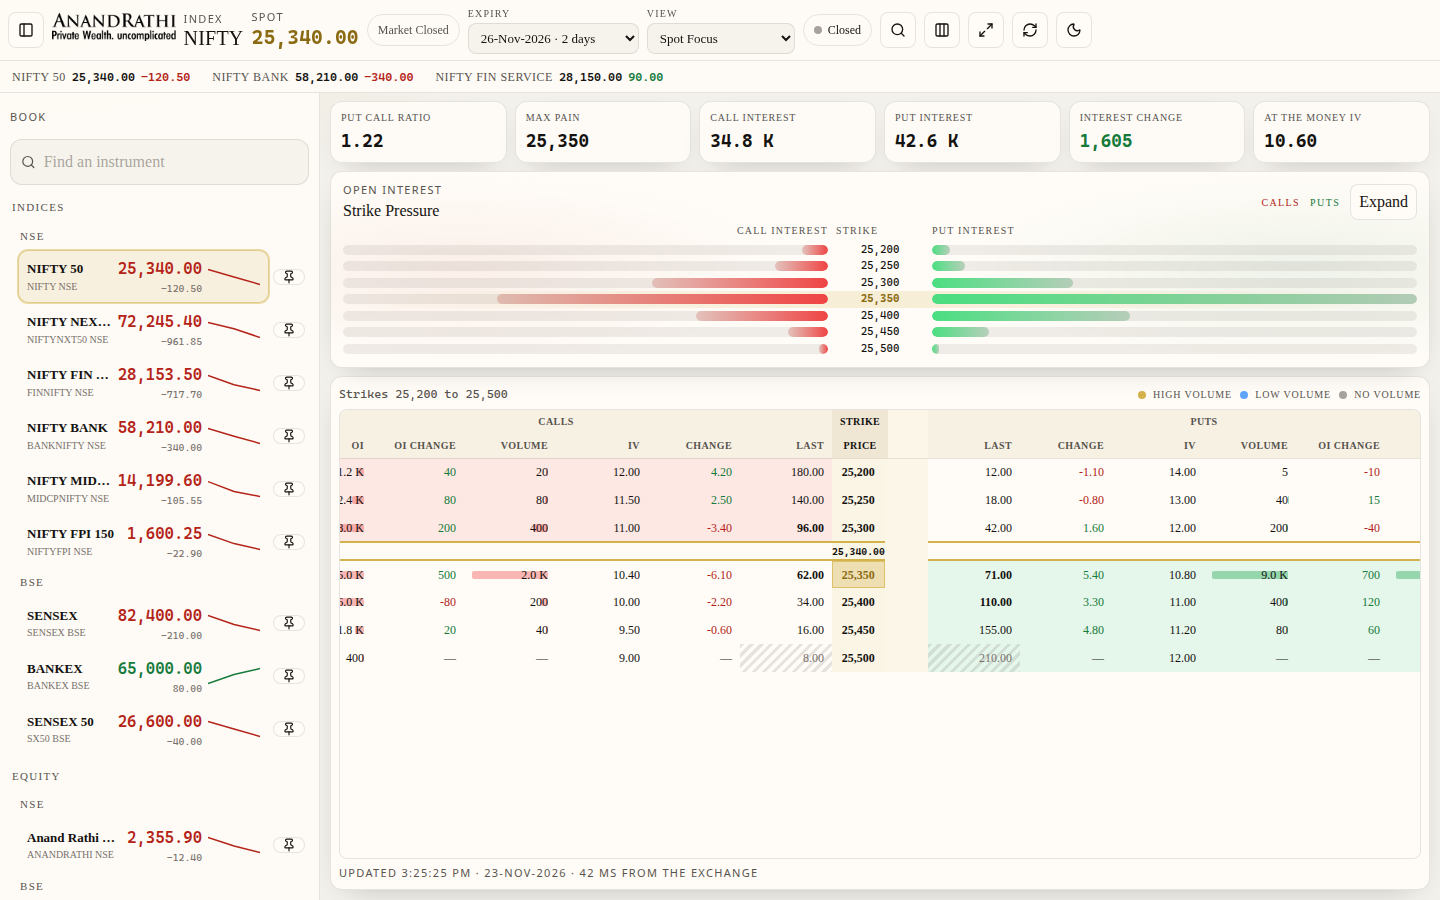 ANANDRATHI
Private Wealth. uncomplicated
INDEX
NIFTY
SPOT
25,340.00
Market Closed
EXPIRY
26-Nov-2026 · 2 days
VIEW
Spot Focus
Closed
NIFTY 50 25,340.00 −120.50 NIFTY BANK 58,210.00 −340.00 NIFTY FIN SERVICE 28,150.00 90.00
BOOK
Find an instrument
INDICES
NSE
NIFTY 50 25,340.00
NIFTY NSE −120.50
NIFTY NEX… 72,245.40
NIFTYNXT50 NSE −961.85
NIFTY FIN … 28,153.50
FINNIFTY NSE −717.70
NIFTY BANK 58,210.00
BANKNIFTY NSE −340.00
NIFTY MID… 14,199.60
MIDCPNIFTY NSE −105.55
NIFTY FPI 150 1,600.25
NIFTYFPI NSE −22.90
BSE
SENSEX 82,400.00
SENSEX BSE −210.00
BANKEX 65,000.00
BANKEX BSE 80.00
SENSEX 50 26,600.00
SX50 BSE −40.00
EQUITY
NSE
Anand Rathi … 2,355.90
ANANDRATHI NSE −12.40
BSE
PUT CALL RATIO
1.22
MAX PAIN
25,350
CALL INTEREST
34.8 K
PUT INTEREST
42.6 K
INTEREST CHANGE
1,605
AT THE MONEY IV
10.60
OPEN INTEREST
Strike Pressure
CALLS PUTS Expand
CALL INTEREST STRIKE PUT INTEREST
25,200
25,250
25,300
25,350
25,400
25,450
25,500
Strikes 25,200 to 25,500
HIGH VOLUME LOW VOLUME NO VOLUME
CALLS STRIKE PUTS
OI OI CHANGE VOLUME IV CHANGE LAST PRICE LAST CHANGE IV VOLUME OI CHANGE
1.2 K 40 20 12.00 4.20 180.00 25,200 12.00 -1.10 14.00 5 -10
2.4 K 80 80 11.50 2.50 140.00 25,250 18.00 -0.80 13.00 40 15
3.0 K 200 400 11.00 -3.40 96.00 25,300 42.00 1.60 12.00 200 -40
25,340.00
5.0 K 500 2.0 K 10.40 -6.10 62.00 25,350 71.00 5.40 10.80 9.0 K 700
6.0 K -80 200 10.00 -2.20 34.00 25,400 110.00 3.30 11.00 400 120
1.8 K 20 40 9.50 -0.60 16.00 25,450 155.00 4.80 11.20 80 60
400 — — 9.00 — 8.00 25,500 210.00 — 12.00 — —
UPDATED 3:25:25 PM · 23-NOV-2026 · 42 MS FROM THE EXCHANGE